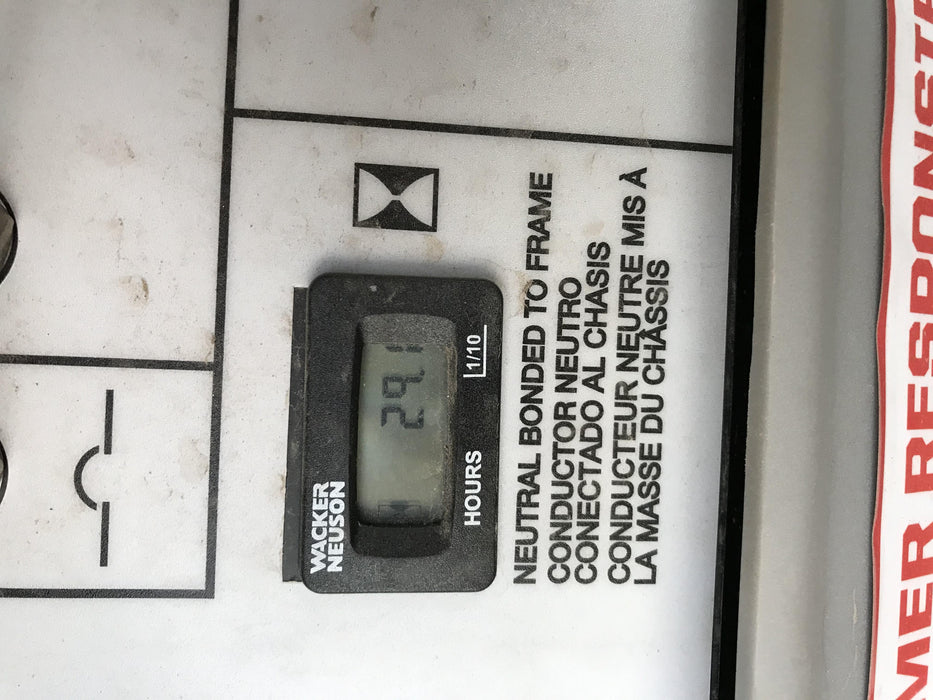 WACKER
NEUSON
29.1
HOURS 1/10
NEUTRAL BONDED TO FRAME
CONDUCTOR NEUTRO
CONECTADO AL CHASIS
CONDUCTEUR NEUTRE MIS À
LA MASSE DU CHÂSSIS
MER RESPONSTA